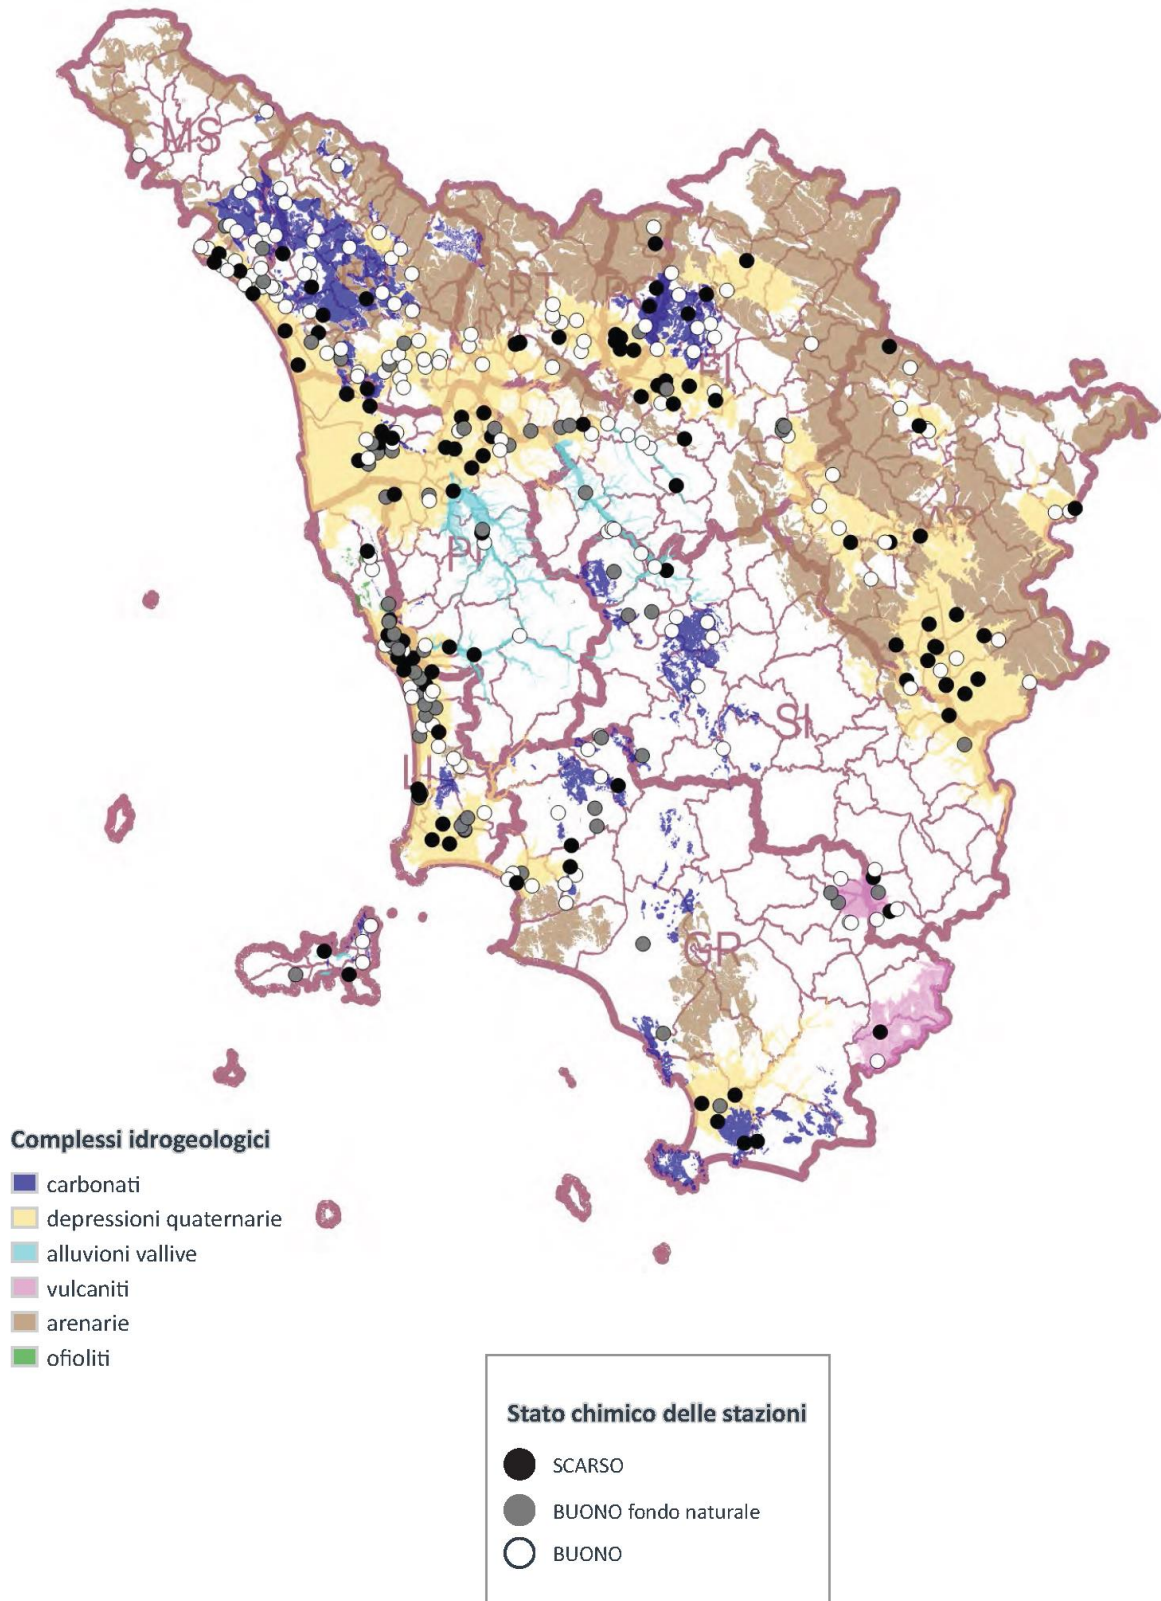 MS
PT
PO
FI
AR
PI
SI
LI
GR
Complessi idrogeologici
carbonati
depressioni quaternarie
alluvioni vallive
vulcaniti
arenarie
ofioliti
Stato chimico delle stazioni
SCARSO
BUONO fondo naturale
BUONO